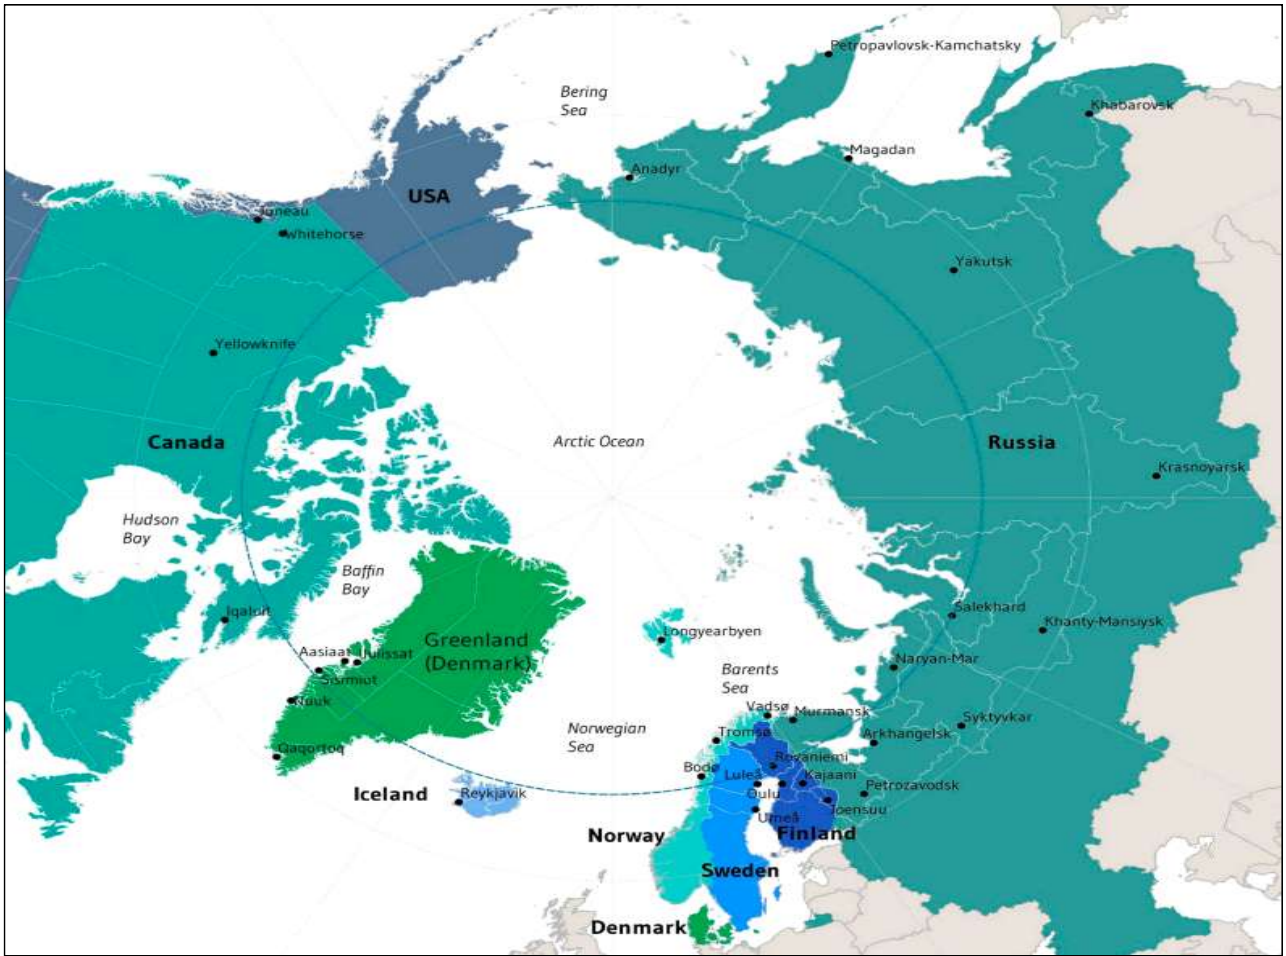 Petropavlovsk-Kamchatsky
Bering
Sea
Khabarovsk
Magadan
Anadyr
USA
Juneau
Whitehorse
Yakutsk
Yellowknife
Canada
Arctic Ocean
Russia
Krasnoyarsk
Hudson
Bay
Baffin
Bay
Iqaluit
Salekhard
Khanty-Mansiysk
Longyearbyen
Greenland
(Denmark)
Aasiaat
Ilulissat
Sismiut
Naryan-Mar
Barents
Sea
Nuuk
Vadsø
Murmansk
Syktyvkar
Norwegian
Sea
Tromsø
Arkhangelsk
Qaqortoq
Rovaniemi
Bodø
Luleå
Kajaani
Oulu
Petrozavodsk
Iceland
Reykjavik
Joensuu
Umeå
Norway
Finland
Sweden
Denmark